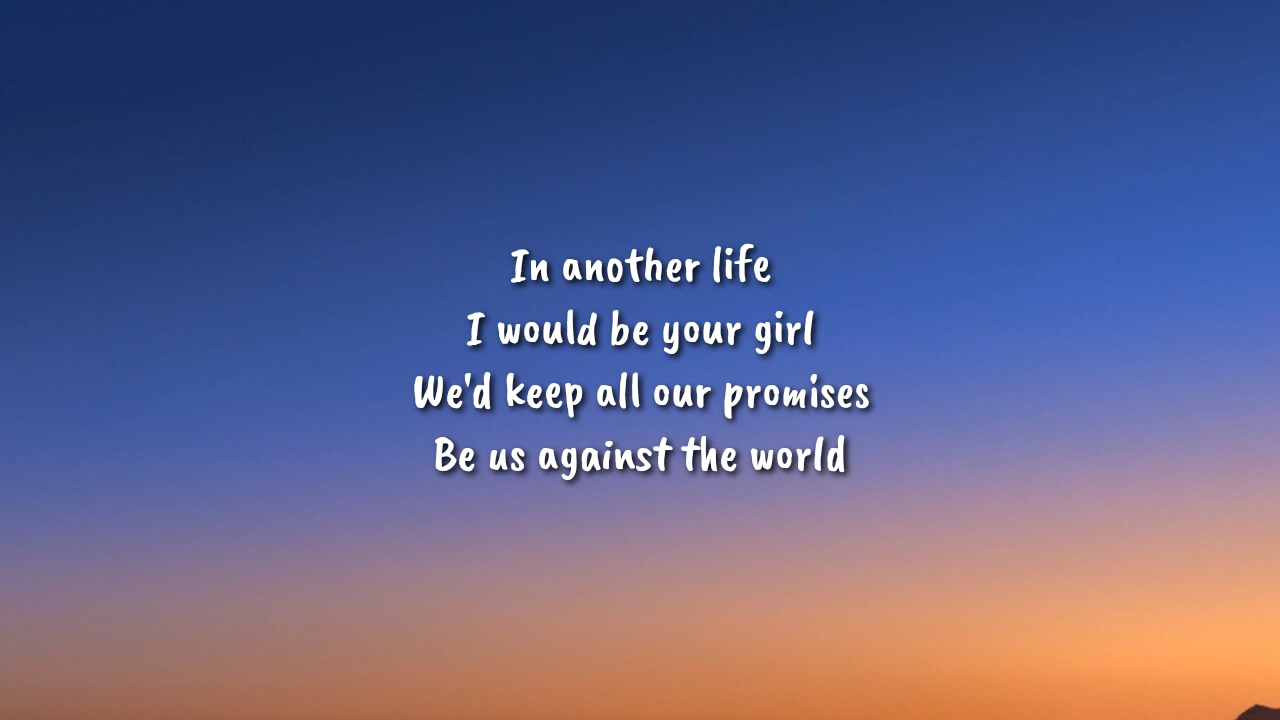 In another life
I would be your girl
We'd keep all our promises
Be us against the world